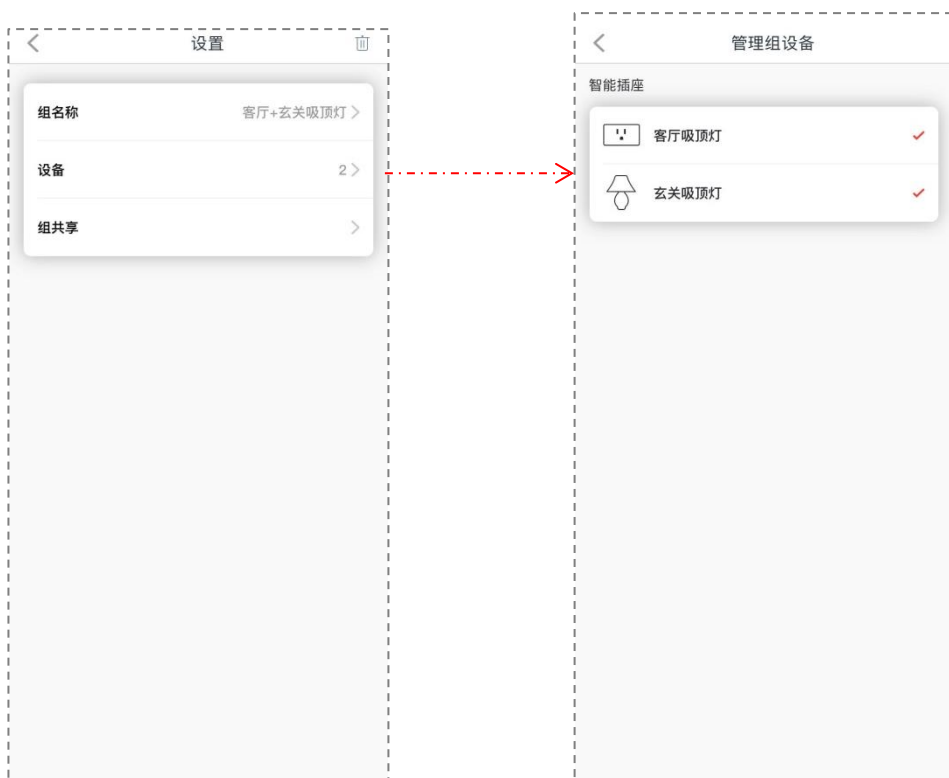 设置
组名称 客厅+玄关吸顶灯
设备 2
组共享
管理组设备
智能插座
客厅吸顶灯
玄关吸顶灯